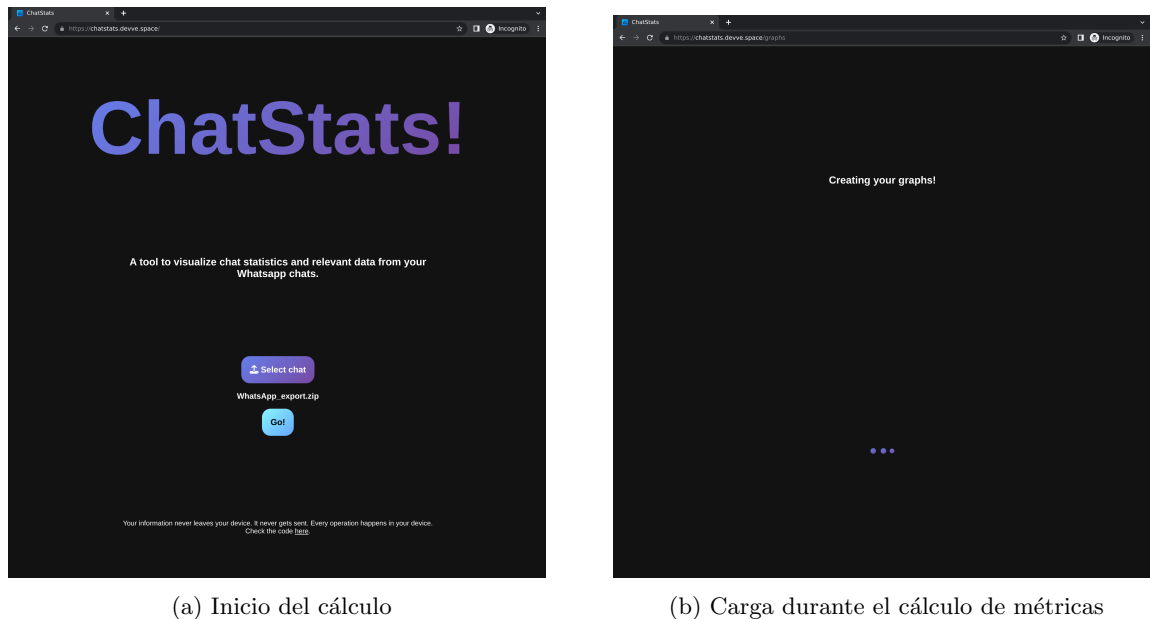 ChatStats
https://chatstats.devve.space/
Incognito
ChatStats!
A tool to visualize chat statistics and relevant data from your
Whatsapp chats.
Select chat
WhatsApp_export.zip
Go!
Your information never leaves your device. It never gets sent. Every operation happens in your device.
Check the code here.
(a) Inicio del cálculo
ChatStats
https://chatstats.devve.space/graphs
Incognito
Creating your graphs!
(b) Carga durante el cálculo de métricas